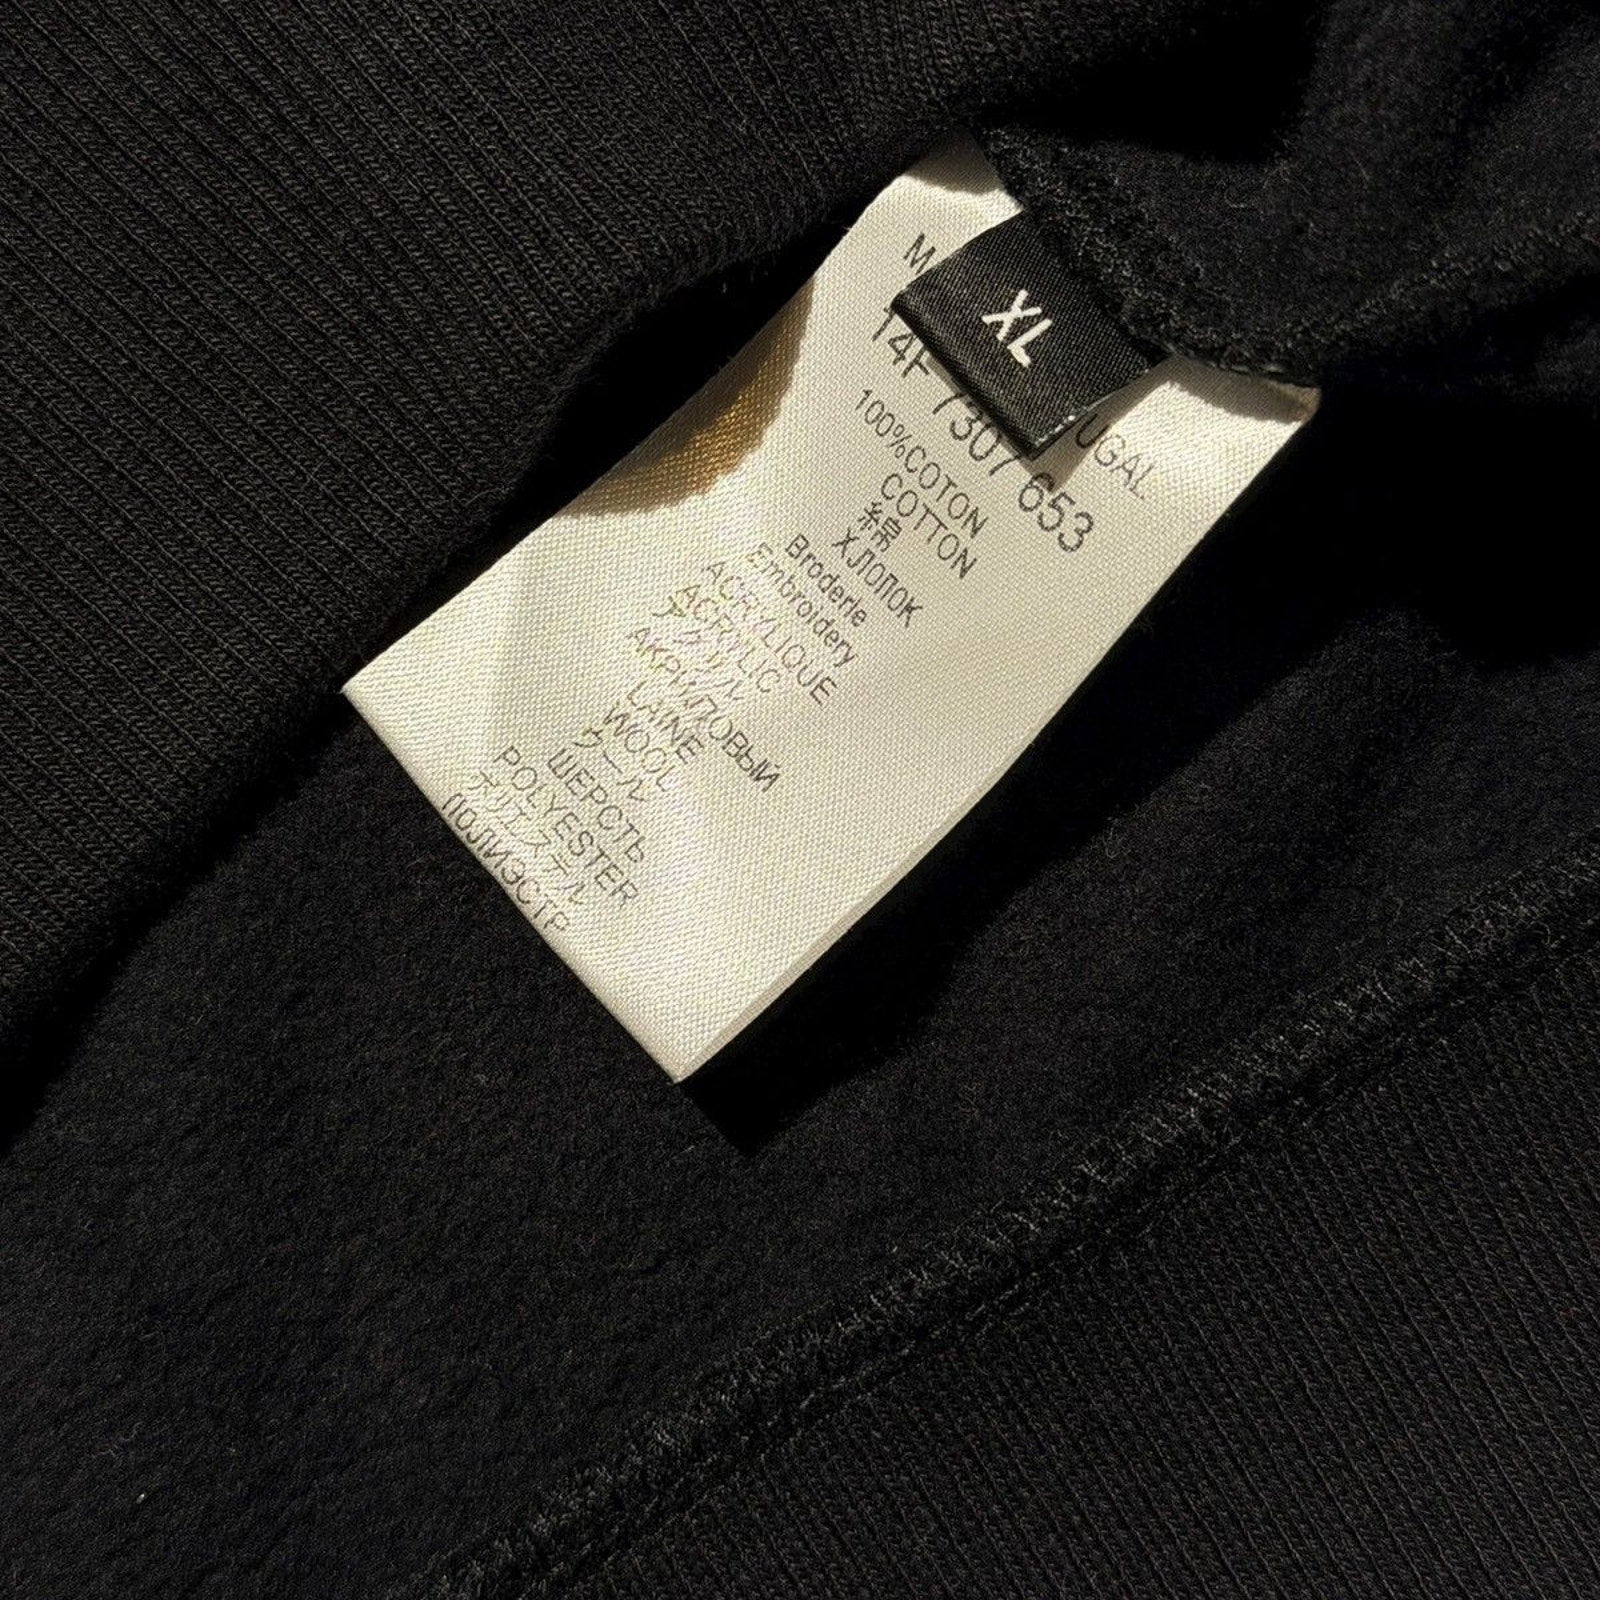 XL
M UGAL
14F 7307 653
100%COTON
COTTON
綿
ХЛОПОК
Broderie
Embroidery
ACRYLIQUE
ACRYLIC
アクリル
АКРИЛОВЫЙ
LAINE
WOOL
ウール
ШЕРСТЬ
POLYESTER
ポリエステル
ПОЛИЭСТР